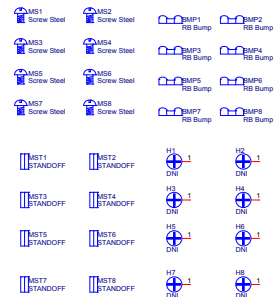 MS1 MS2
Screw Steel Screw Steel
BMP1 BMP2
RB Bump RB Bump
MS3 MS4
Screw Steel Screw Steel
BMP3 BMP4
RB Bump RB Bump
MS5 MS6
Screw Steel Screw Steel
BMP5 BMP6
RB Bump RB Bump
MS7 MS8
Screw Steel Screw Steel
BMP7 BMP8
RB Bump RB Bump
H1 H2
MST1 MST2
1 1
STANDOFF STANDOFF
DNI DNI
H3 H4
MST3 MST4
1 1
STANDOFF STANDOFF
DNI DNI
H5 H6
MST5 MST6
1 1
STANDOFF STANDOFF
DNI DNI
H7 H8
MST7 MST8
1 1
STANDOFF STANDOFF
DNI DNI